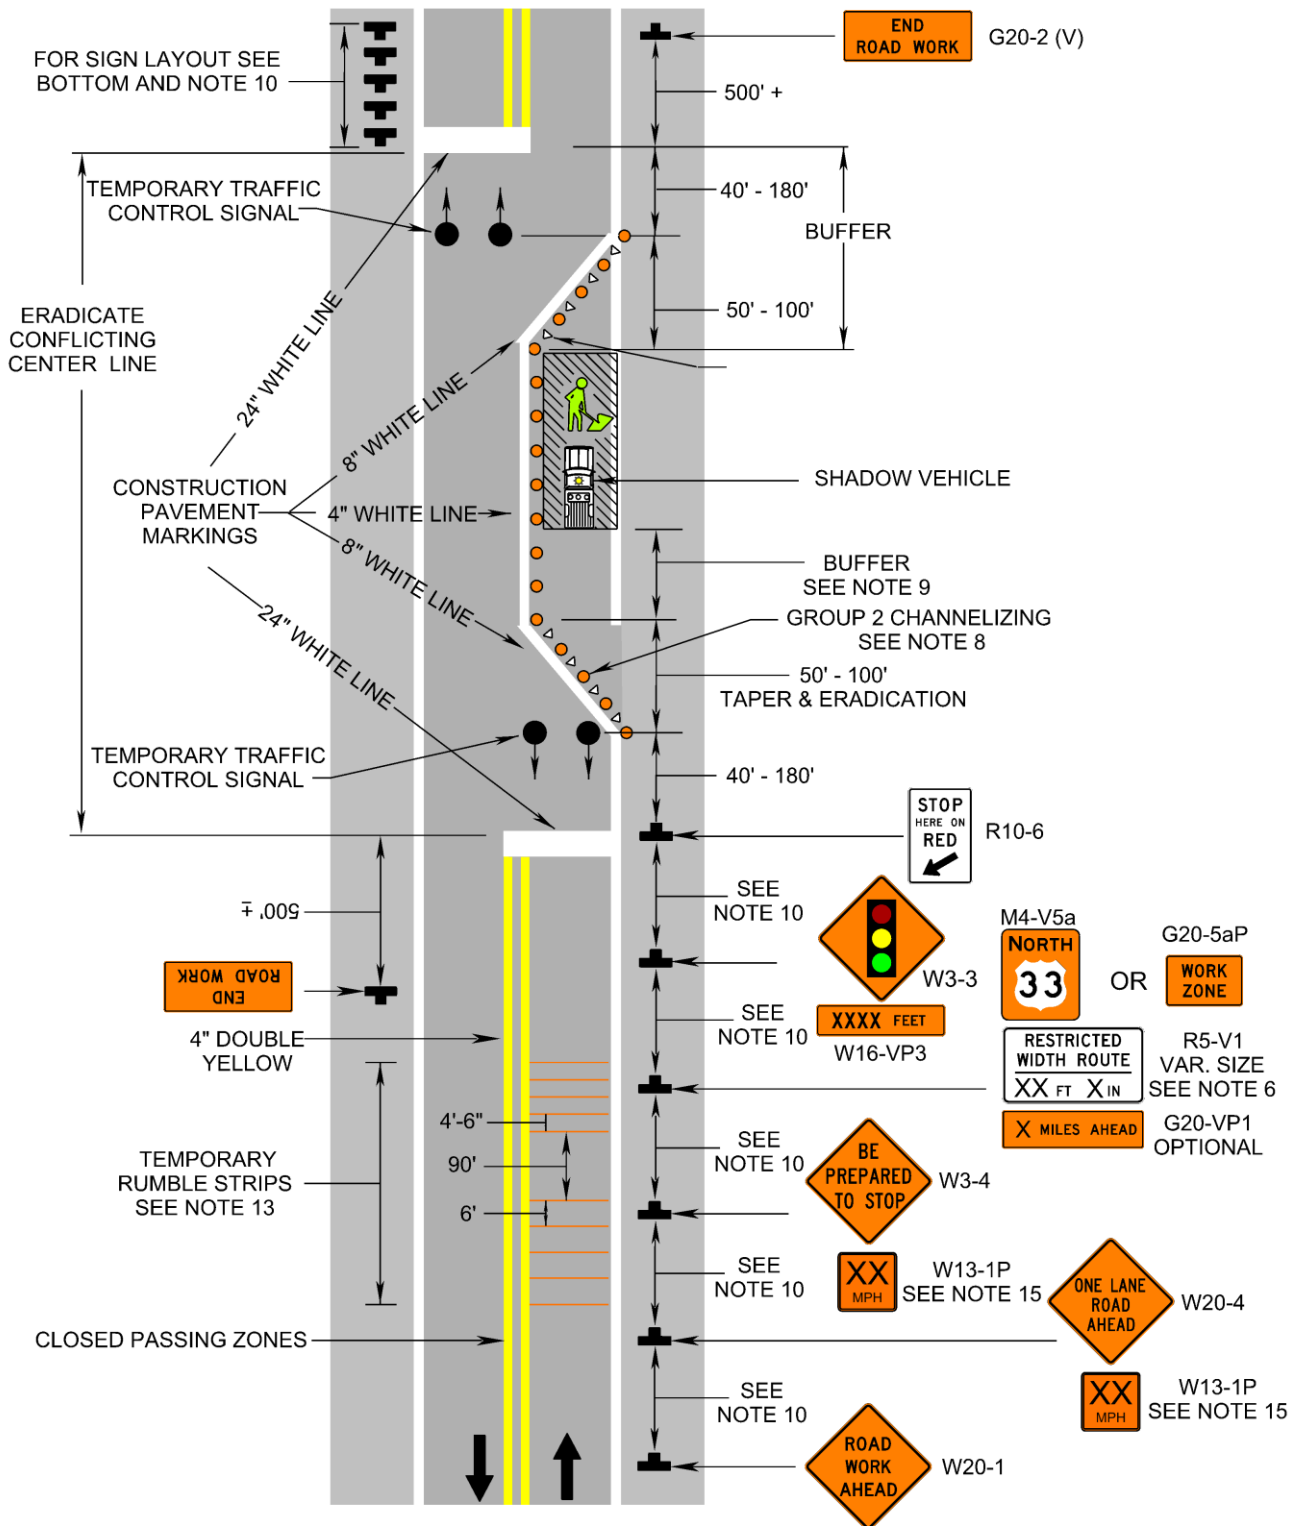 END
ROAD WORK
G20-2 (V)
FOR SIGN LAYOUT SEE
BOTTOM AND NOTE 10
500' +
TEMPORARY TRAFFIC
CONTROL SIGNAL
40' - 180'
BUFFER
50' - 100'
ERADICATE
CONFLICTING
CENTER LINE
24" WHITE LINE
8" WHITE LINE
CONSTRUCTION
PAVEMENT
MARKINGS
4" WHITE LINE
8" WHITE LINE
24" WHITE LINE
SHADOW VEHICLE
BUFFER
SEE NOTE 9
GROUP 2 CHANNELIZING
SEE NOTE 8
50' - 100'
TAPER & ERADICATION
TEMPORARY TRAFFIC
CONTROL SIGNAL
40' - 180'
STOP
HERE ON
RED
R10-6
SEE
NOTE 10
500' ±
END
ROAD WORK
W3-3
XXXX FEET
W16-VP3
M4-V5a
NORTH
33
OR
G20-5aP
WORK
ZONE
SEE
NOTE 10
4" DOUBLE
YELLOW
RESTRICTED
WIDTH ROUTE
XX FT X IN
R5-V1
VAR. SIZE
SEE NOTE 6
X MILES AHEAD
G20-VP1
OPTIONAL
4'-6"
90'
6'
TEMPORARY
RUMBLE STRIPS
SEE NOTE 13
SEE
NOTE 10
BE
PREPARED
TO STOP
W3-4
XX
MPH
W13-1P
SEE NOTE 15
SEE
NOTE 10
ONE LANE
ROAD
AHEAD
W20-4
XX
MPH
W13-1P
SEE NOTE 15
CLOSED PASSING ZONES
SEE
NOTE 10
ROAD
WORK
AHEAD
W20-1